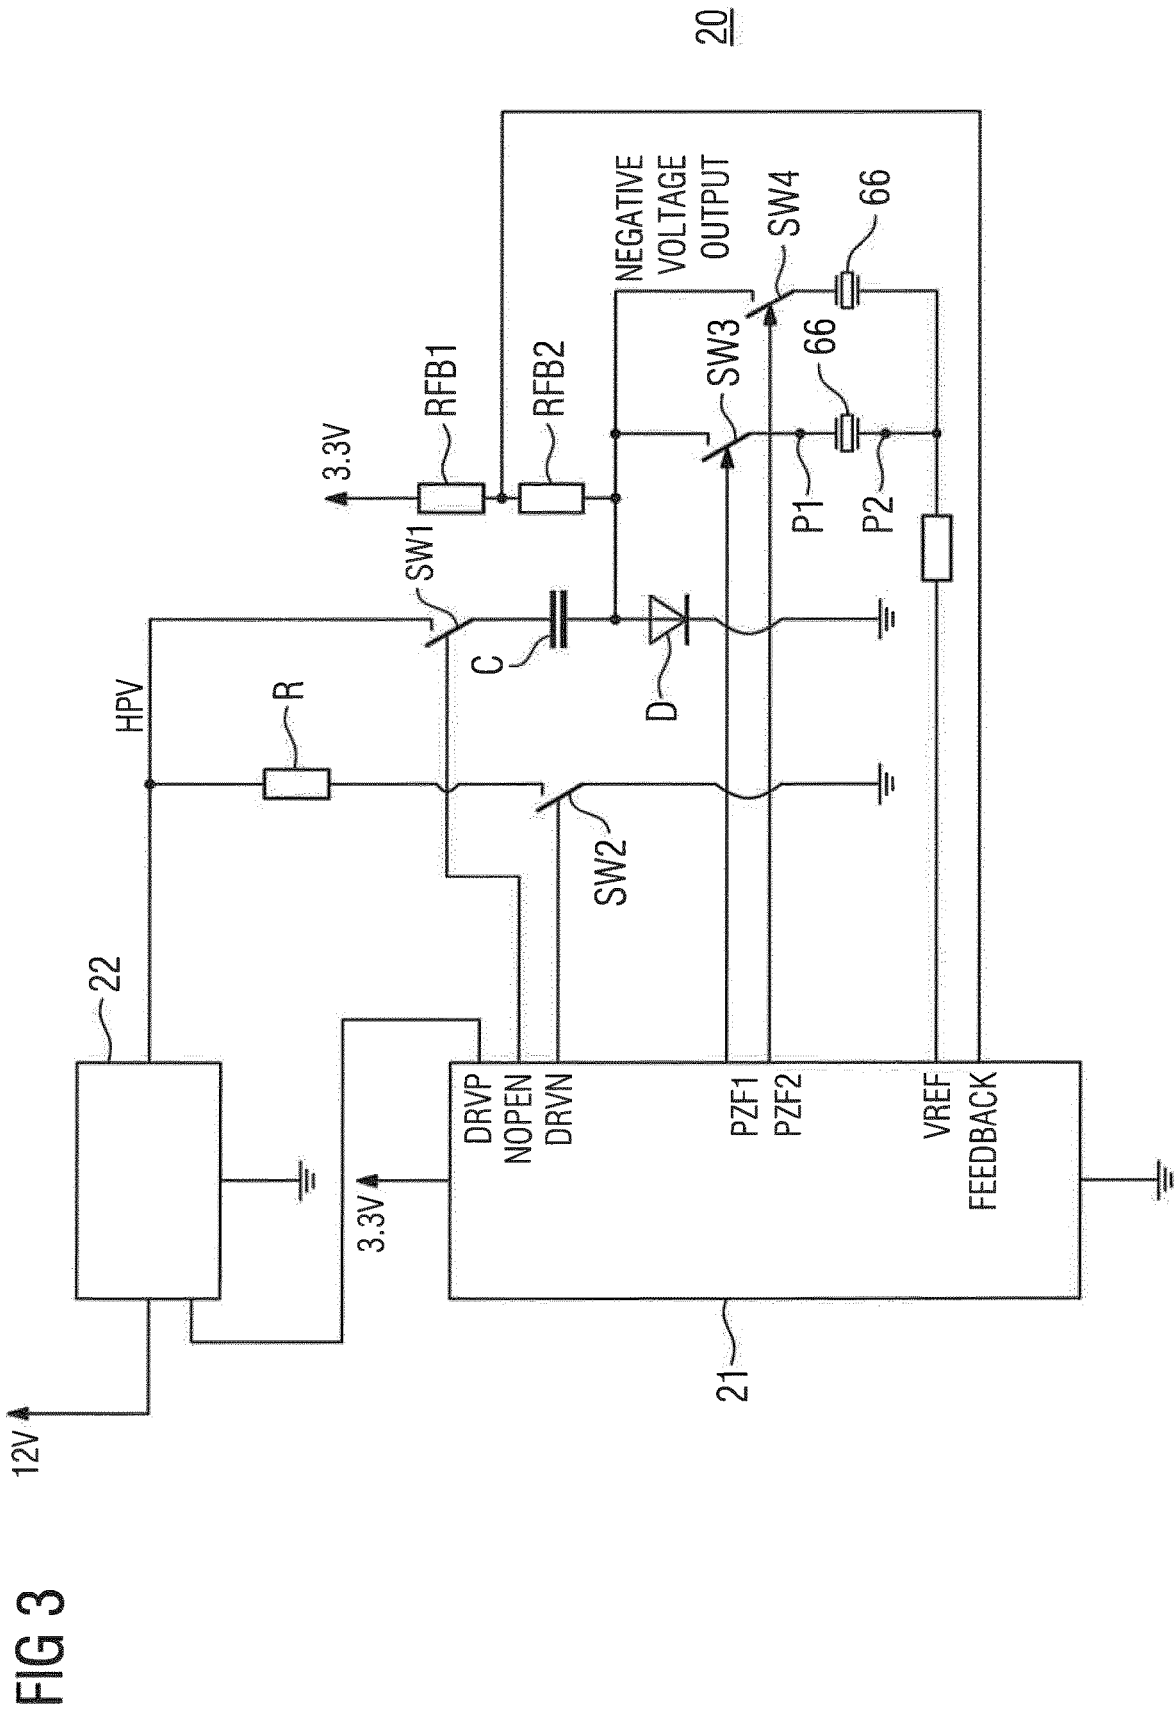 FIG 3
20
12V
22
HPV
R
3.3V
RFB1
RFB2
SW1
C
D
SW2
NEGATIVE
VOLTAGE
OUTPUT
SW3
SW4
66
66
P1
P2
3.3V
DRVP
NOPEN
DRVN
PZF1
PZF2
VREF
FEEDBACK
21